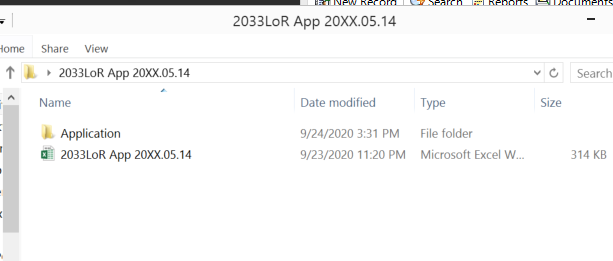 New Record Search Reports Documents
2033LoR App 20XX.05.14
Home Share View
2033LoR App 20XX.05.14 Search
Name Date modified Type Size
Application 9/24/2020 3:31 PM File folder
2033LoR App 20XX.05.14 9/23/2020 11:20 PM Microsoft Excel W... 314 KB